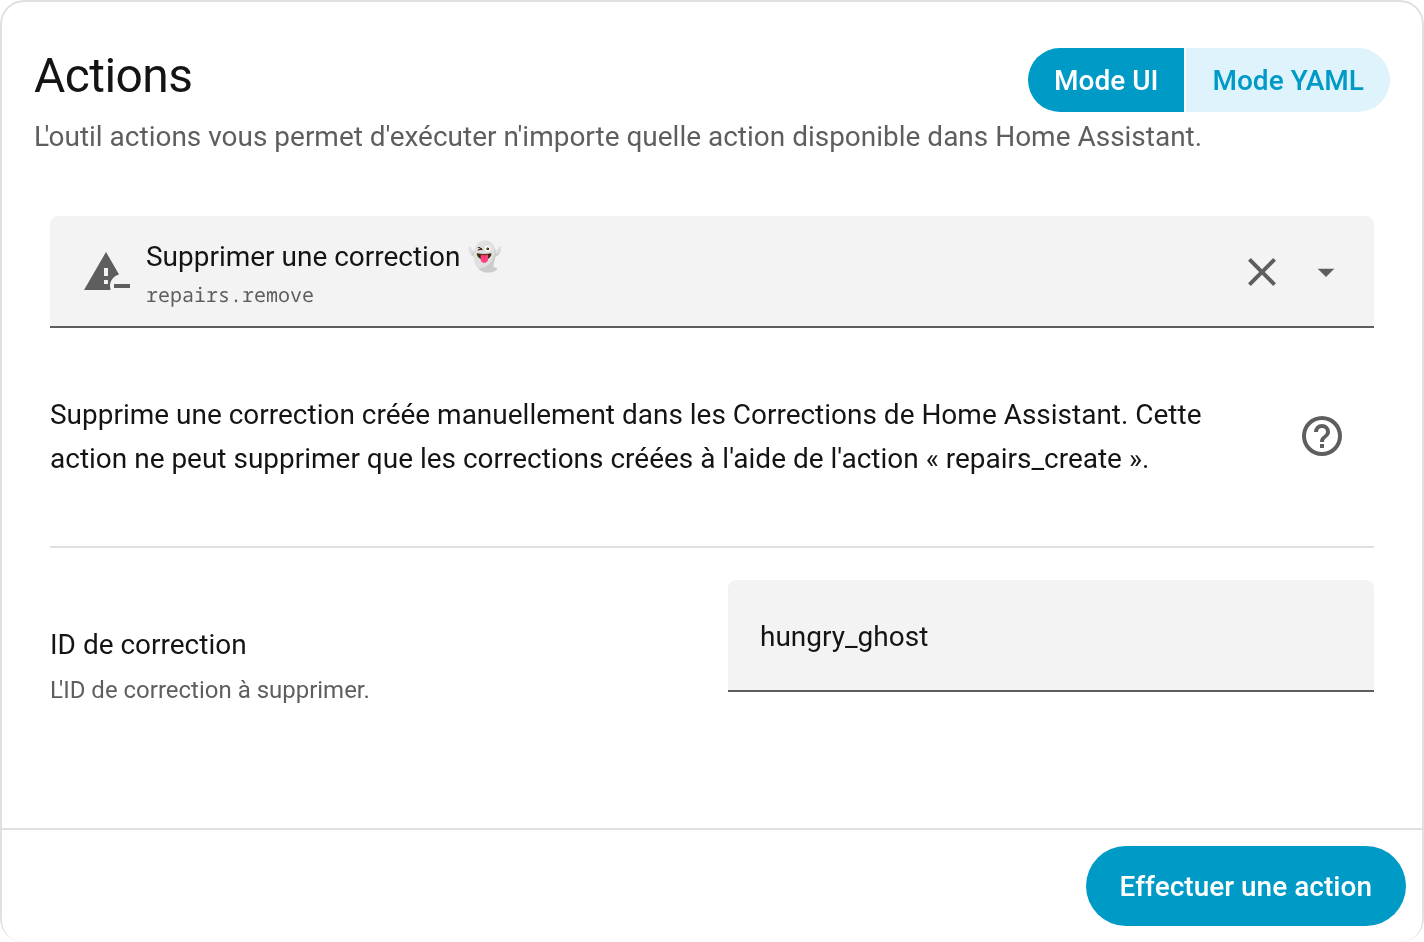 Actions
Mode UI
Mode YAML
L'outil actions vous permet d'exécuter n'importe quelle action disponible dans Home Assistant.
Supprimer une correction 👻
repairs.remove
Supprime une correction créée manuellement dans les Corrections de Home Assistant. Cette
action ne peut supprimer que les corrections créées à l'aide de l'action « repairs_create ».
ID de correction
L'ID de correction à supprimer.
hungry_ghost
Effectuer une action